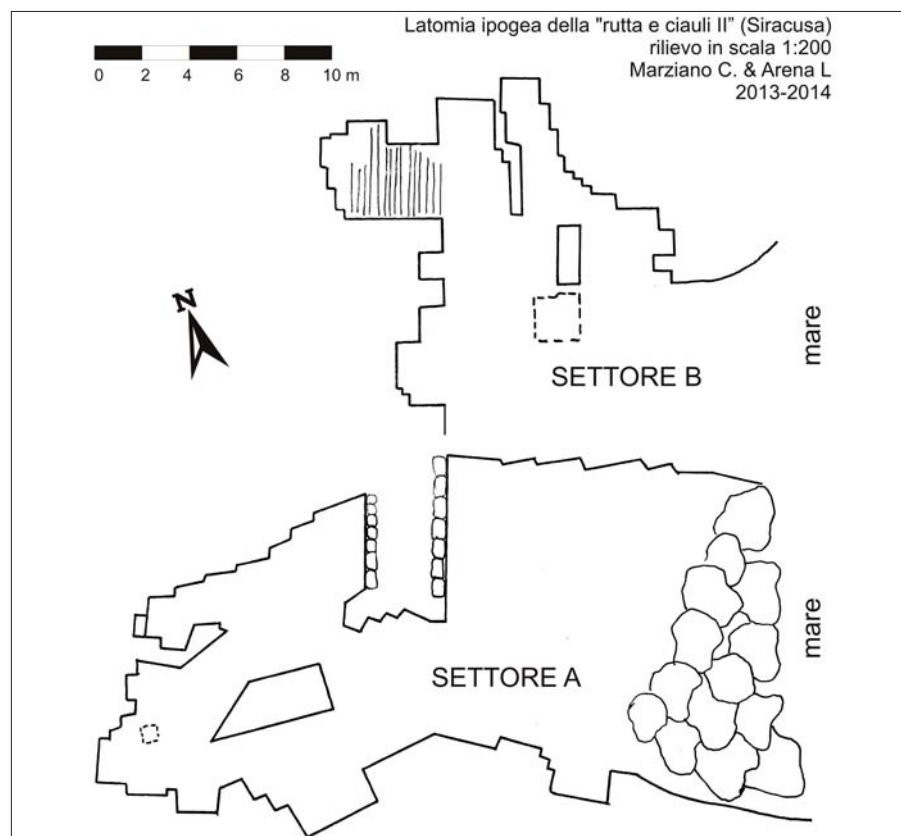 Latomia ipogea della "rutta e ciauli II” (Siracusa)
rilievo in scala 1:200
Marziano C. & Arena L
2013-2014
0 2 4 6 8 10 m
N
SETTORE B
mare
SETTORE A
mare